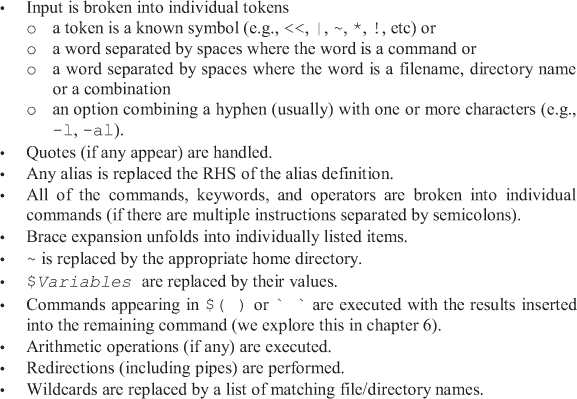 • Input is broken into individual tokens
o a token is a known symbol (e.g., <<, |, ~, *, !, etc) or
o a word separated by spaces where the word is a command or
o a word separated by spaces where the word is a filename, directory name
or a combination
o an option combining a hyphen (usually) with one or more characters (e.g.,
-l, -al).
• Quotes (if any appear) are handled.
• Any alias is replaced the RHS of the alias definition.
• All of the commands, keywords, and operators are broken into individual
commands (if there are multiple instructions separated by semicolons).
• Brace expansion unfolds into individually listed items.
• ~ is replaced by the appropriate home directory.
• $Variables are replaced by their values.
• Commands appearing in $( ) or ` ` are executed with the results inserted
into the remaining command (we explore this in chapter 6).
• Arithmetic operations (if any) are executed.
• Redirections (including pipes) are performed.
• Wildcards are replaced by a list of matching file/directory names.